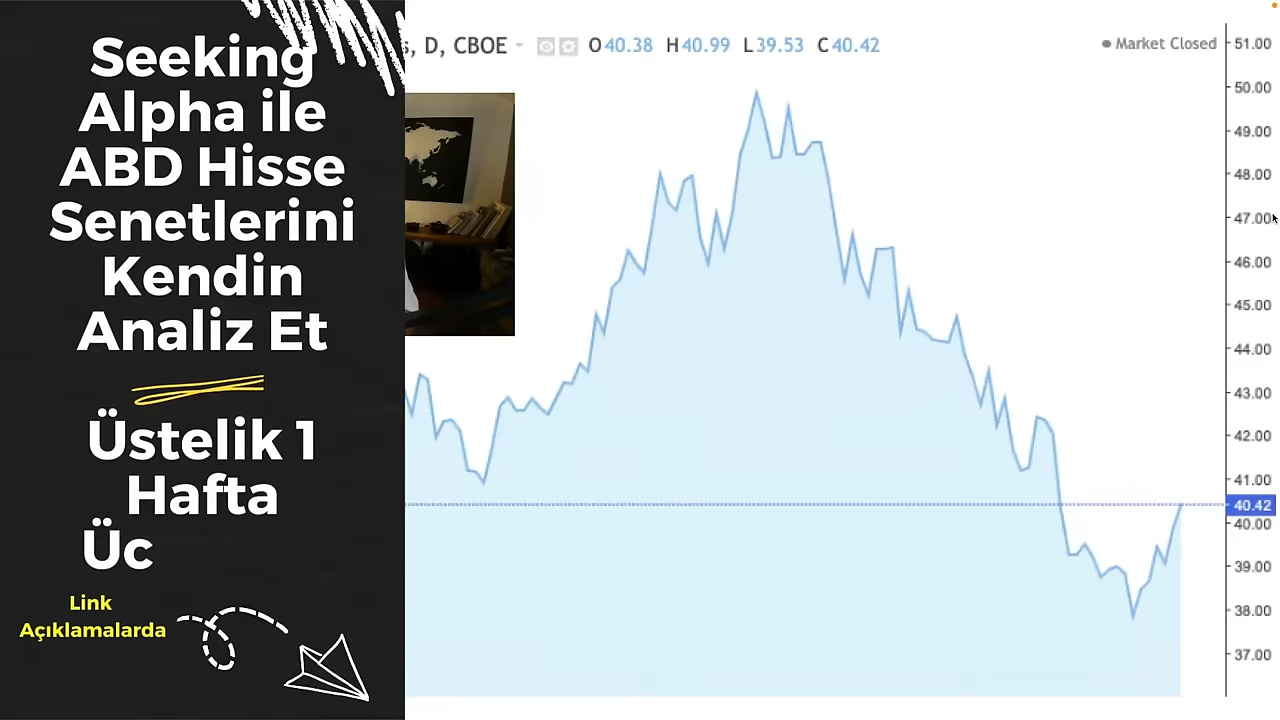 Seeking
Alpha ile
ABD Hisse
Senetlerini
Kendin
Analiz Et
Üstelik 1
Hafta
Üc
Link
Açıklamalarda
s, D, CBOE
O40.38 H40.99 L39.53 C40.42
Market Closed
51.00
50.00
49.00
48.00
47.00
46.00
45.00
44.00
43.00
42.00
41.00
40.42
40.00
39.00
38.00
37.00